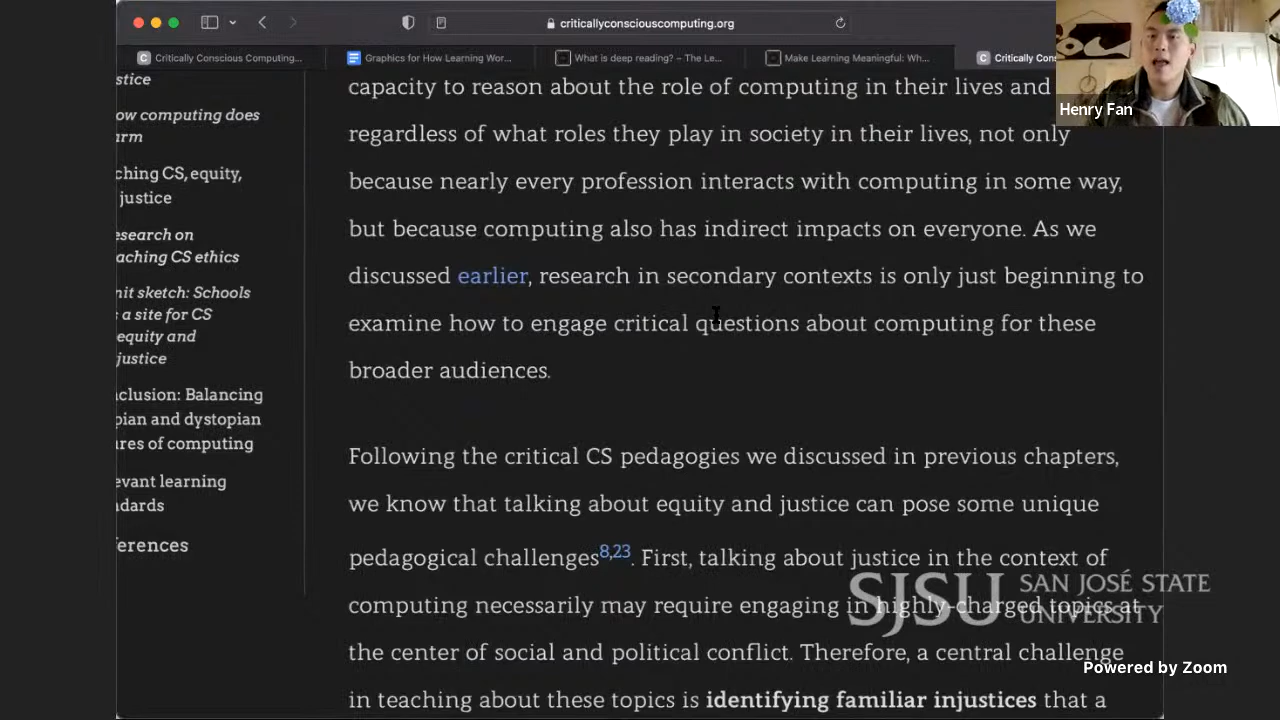 criticallyconsciouscomputing.org
Critically Conscious Computing...
Graphics for How Learning Wor...
What is deep reading? – The Le...
Make Learning Meaningful: Wh...
Critically Cons
Henry Fan
stice
ow computing does
arm
ching CS, equity,
justice
esearch on
aching CS ethics
nit sketch: Schools
s a site for CS
equity and
justice
nclusion: Balancing
pian and dystopian
ures of computing
evant learning
ndards
ferences
capacity to reason about the role of computing in their lives and
regardless of what roles they play in society in their lives, not only
because nearly every profession interacts with computing in some way,
but because computing also has indirect impacts on everyone. As we
discussed earlier, research in secondary contexts is only just beginning to
examine how to engage critical questions about computing for these
broader audiences.
Following the critical CS pedagogies we discussed in previous chapters,
we know that talking about equity and justice can pose some unique
pedagogical challenges8,23. First, talking about justice in the context of
computing necessarily may require engaging in highly-charged topics at
the center of social and political conflict. Therefore, a central challenge
in teaching about these topics is identifying familiar injustices that a
SJSU SAN JOSÉ STATE
UNIVERSITY
Powered by Zoom